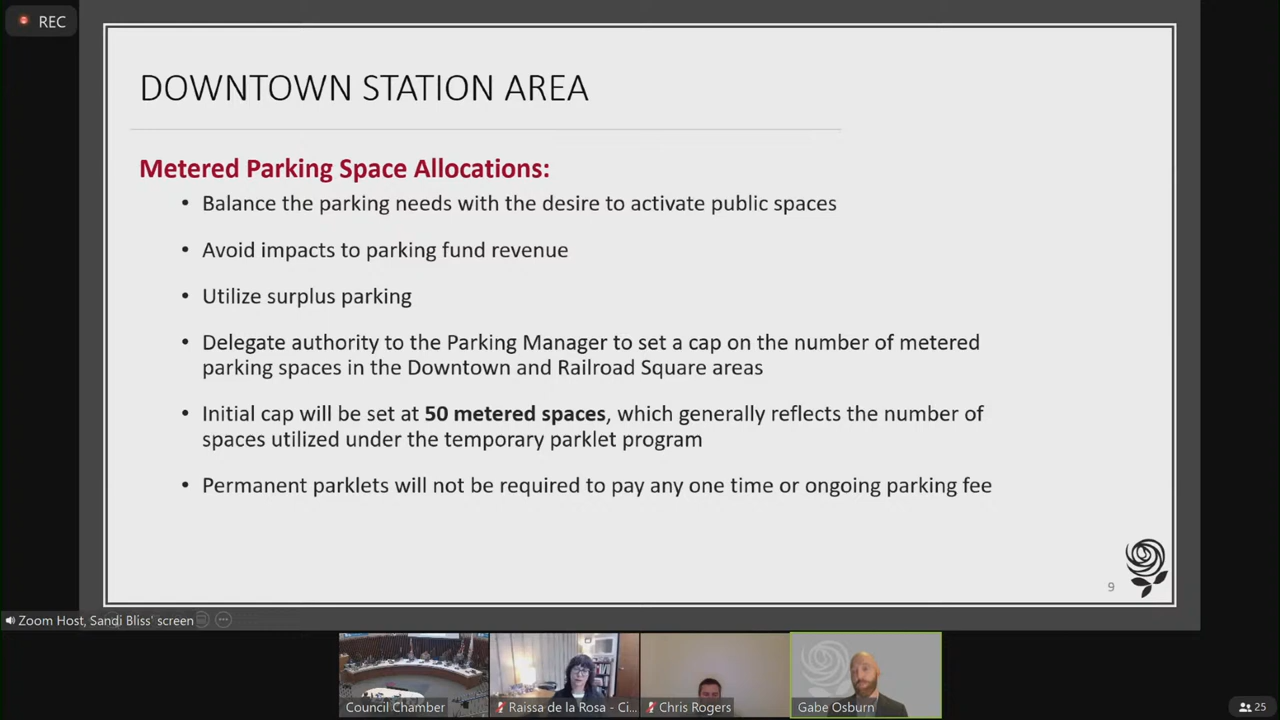 REC
DOWNTOWN STATION AREA
Metered Parking Space Allocations:
• Balance the parking needs with the desire to activate public spaces
• Avoid impacts to parking fund revenue
• Utilize surplus parking
• Delegate authority to the Parking Manager to set a cap on the number of metered
parking spaces in the Downtown and Railroad Square areas
• Initial cap will be set at 50 metered spaces, which generally reflects the number of
spaces utilized under the temporary parklet program
• Permanent parklets will not be required to pay any one time or ongoing parking fee
9
Zoom Host, Sandi Bliss' screen
Council Chamber
Raissa de la Rosa - Ci...
Chris Rogers
Gabe Osburn
25